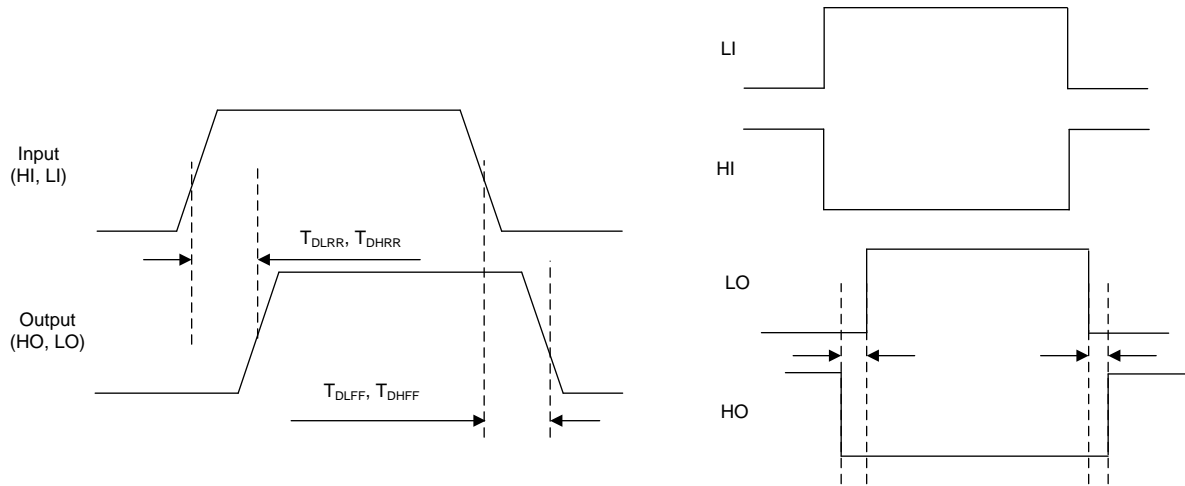 Input
(HI, LI)
T_DLRR, T_DHRR
Output
(HO, LO)
T_DLFF, T_DHFF
LI
HI
LO
HO